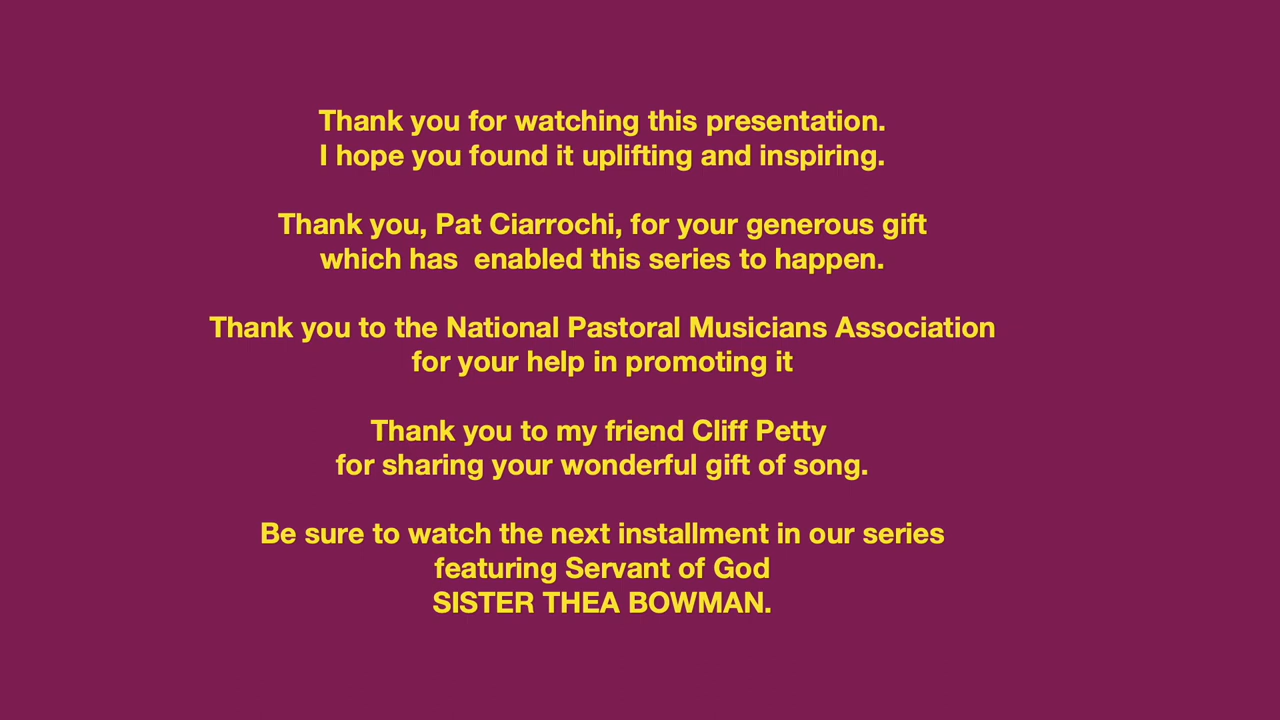 Thank you for watching this presentation.
I hope you found it uplifting and inspiring.
Thank you, Pat Ciarrochi, for your generous gift
which has  enabled this series to happen.
Thank you to the National Pastoral Musicians Association
for your help in promoting it
Thank you to my friend Cliff Petty
for sharing your wonderful gift of song.
Be sure to watch the next installment in our series
featuring Servant of God
SISTER THEA BOWMAN.